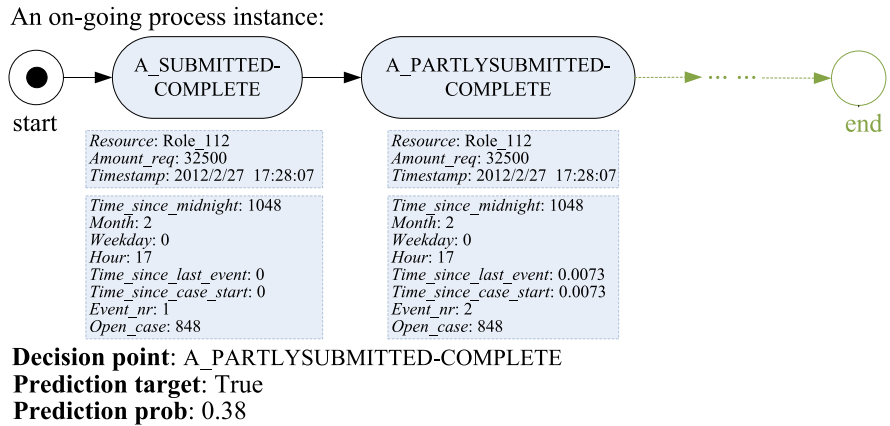 An on-going process instance:
A_SUBMITTED-
COMPLETE
A_PARTLYSUBMITTED-
COMPLETE
... ...
start
end
Resource: Role_112
Amount_req: 32500
Timestamp: 2012/2/27 17:28:07
Resource: Role_112
Amount_req: 32500
Timestamp: 2012/2/27 17:28:07
Time_since_midnight: 1048
Month: 2
Weekday: 0
Hour: 17
Time_since_last_event: 0
Time_since_case_start: 0
Event_nr: 1
Open_case: 848
Time_since_midnight: 1048
Month: 2
Weekday: 0
Hour: 17
Time_since_last_event: 0.0073
Time_since_case_start: 0.0073
Event_nr: 2
Open_case: 848
Decision point: A_PARTLYSUBMITTED-COMPLETE
Prediction target: True
Prediction prob: 0.38